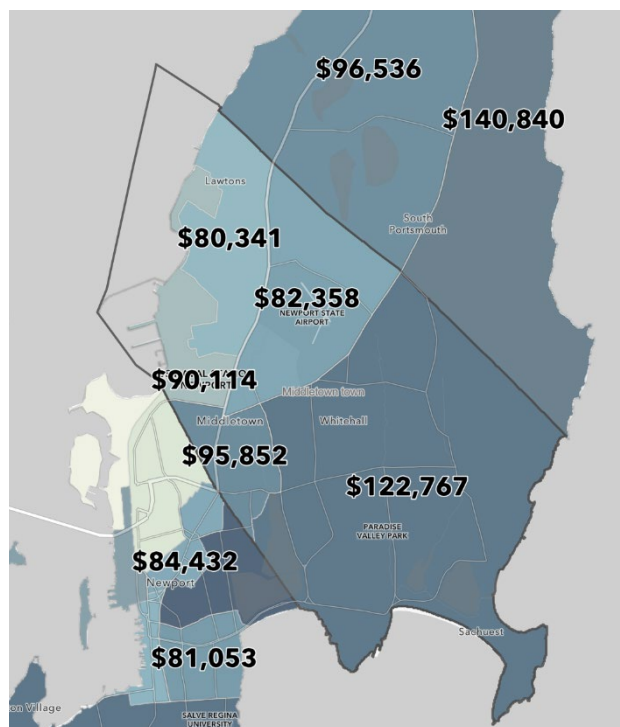 $96,536
$140,840
Lawtons
South
Portsmouth
$80,341
$82,358
NEWPORT STATE
AIRPORT
$90,114
Middletown town
Middletown
Whitehall
$95,852
$122,767
PARADISE
VALLEY PARK
$84,432
Newport
Sachuest
$81,053
on Village
SALVE REGINA
UNIVERSITY